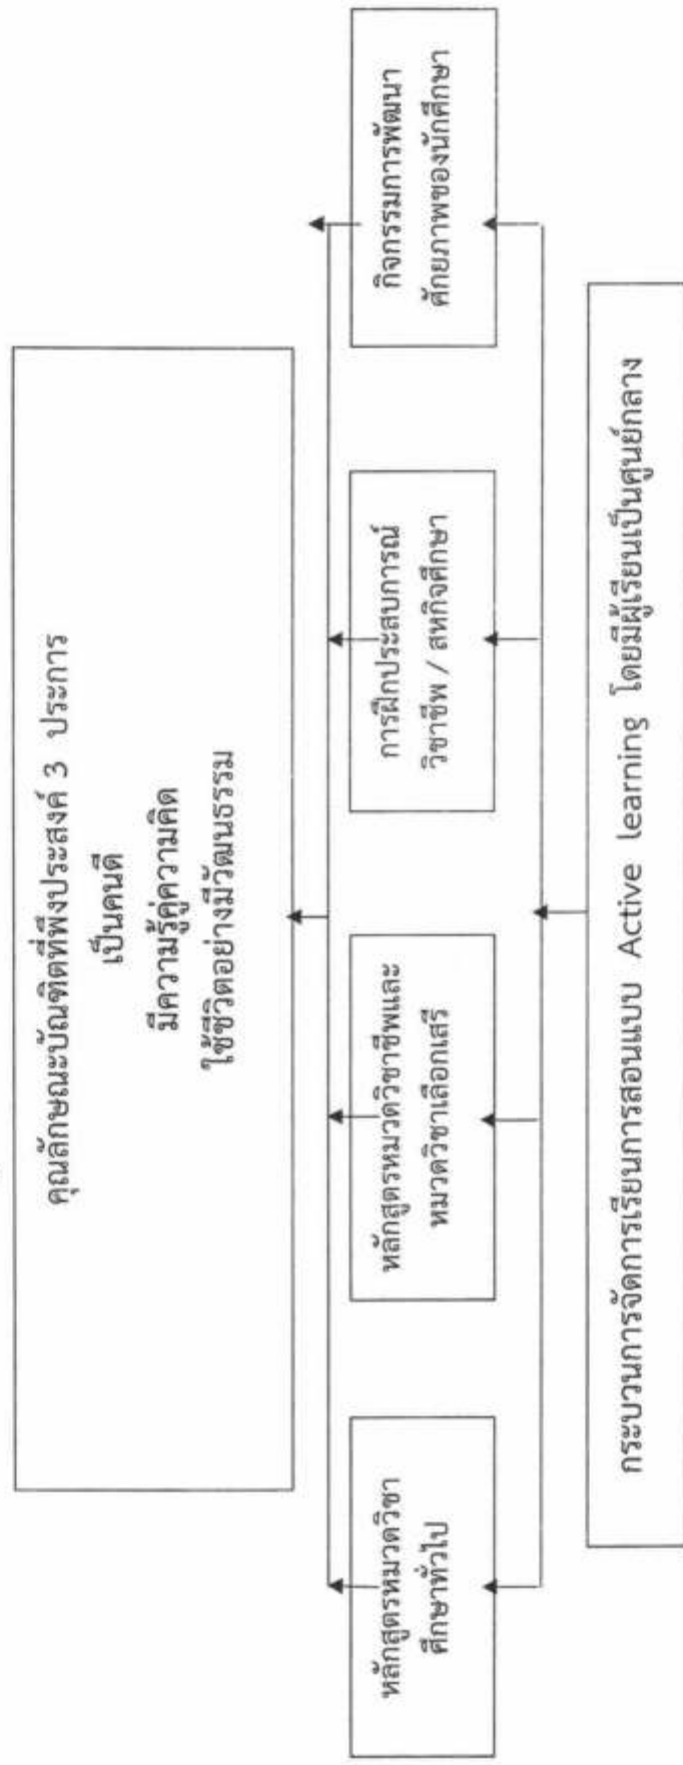 คุณลักษณะบัณฑิตที่พึงประสงค์ 3 ประการ
เป็นคนดี
มีความรู้คู่ความคิด
ใช้ชีวิตอย่างมีวัฒนธรรม
หลักสูตรหมวดวิชา
ศึกษาทั่วไป
หลักสูตรหมวดวิชาชีพและ
หมวดวิชาเลือกเสรี
การฝึกประสบการณ์
วิชาชีพ / สหกิจศึกษา
กิจกรรมการพัฒนา
ศักยภาพของนักศึกษา
กระบวนการจัดการเรียนการสอนแบบ Active learning โดยมีผู้เรียนเป็นศูนย์กลาง